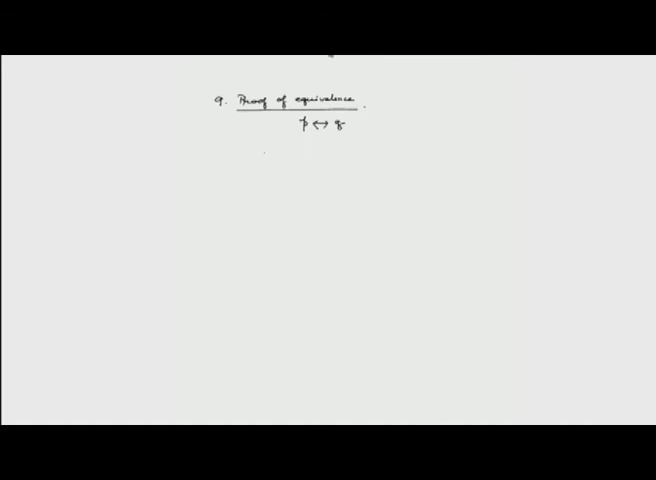 9. Proof of equivalence.
p ↔ q